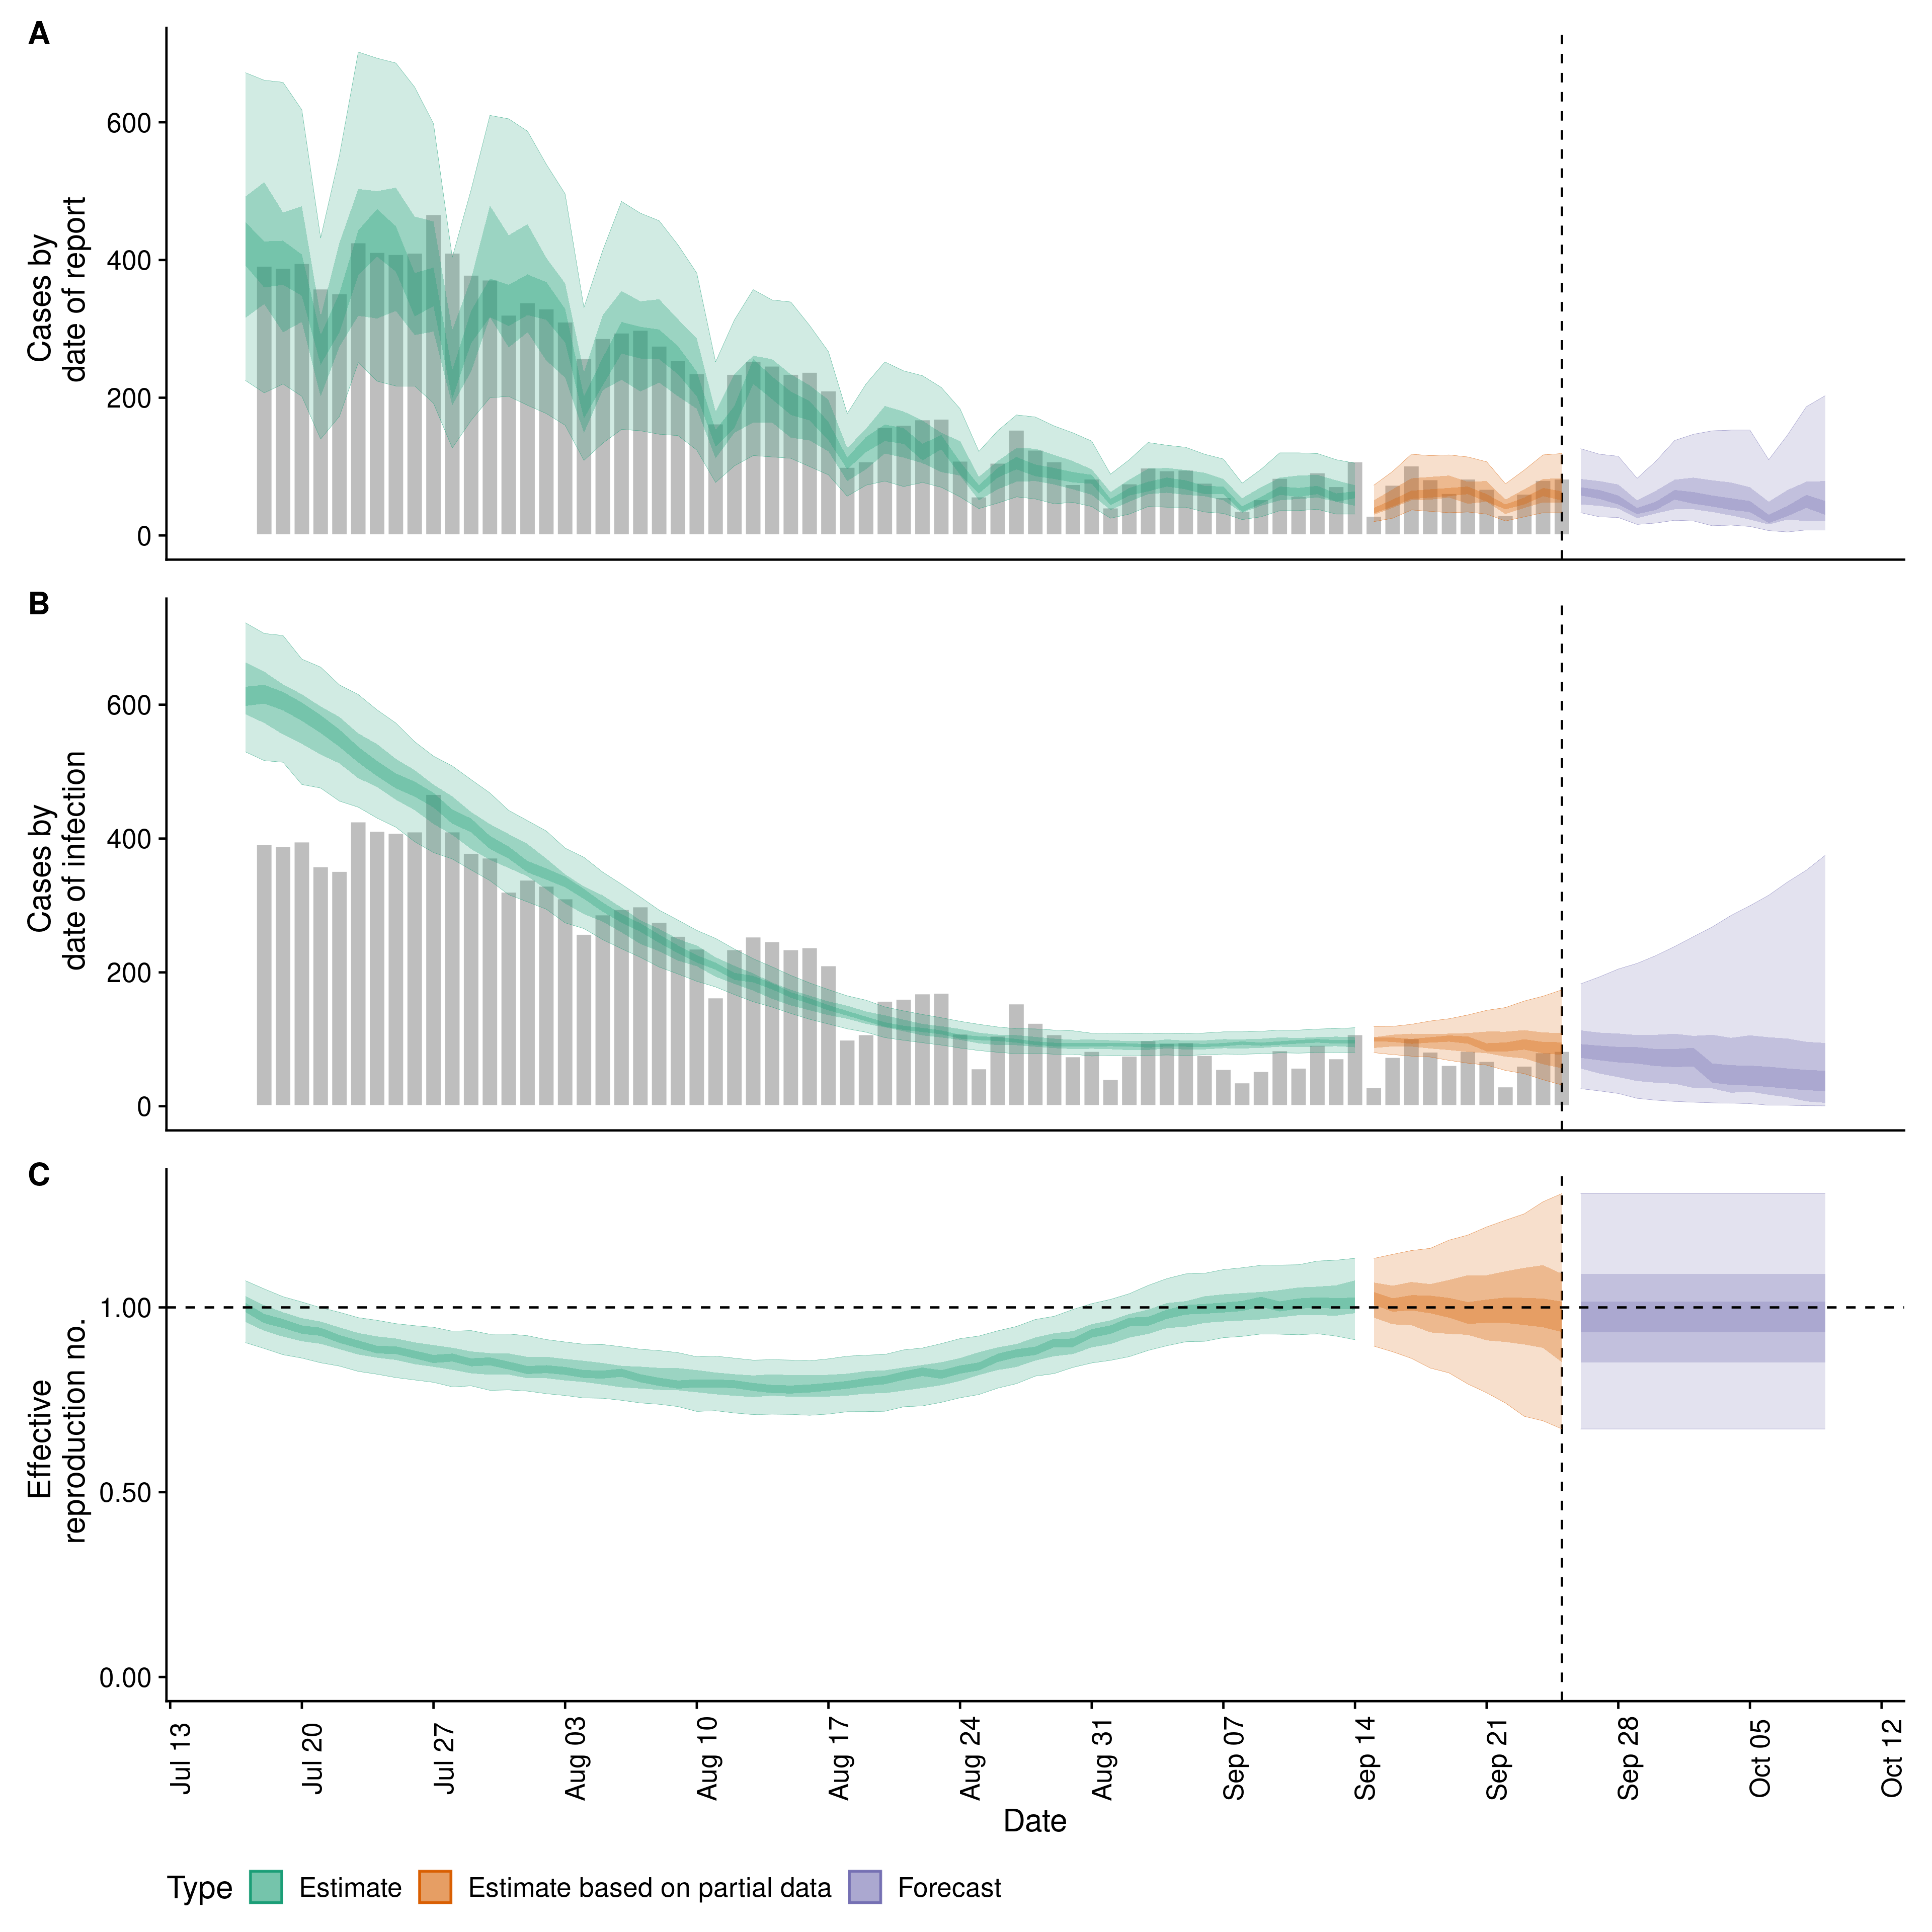 A
Cases by
date of report
600
400
200
0
B
Cases by
date of infection
600
400
200
0
C
Effective
reproduction no.
1.00
0.50
0.00
Jul 13
Jul 20
Jul 27
Aug 03
Aug 10
Aug 17
Aug 24
Aug 31
Sep 07
Sep 14
Sep 21
Sep 28
Oct 05
Oct 12
Date
Type Estimate Estimate based on partial data Forecast